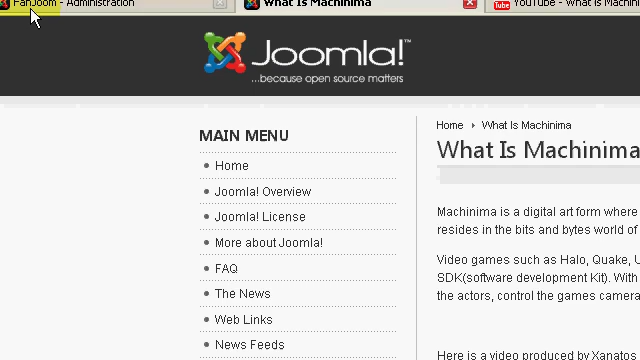 FanJoom - Administration
What Is Machinima
YouTube - What is Machin
Joomla!™
...because open source matters
MAIN MENU
Home
Joomla! Overview
Joomla! License
More about Joomla!
FAQ
The News
Web Links
News Feeds
Home What Is Machinima
What Is Machinima
Machinima is a digital art form where
resides in the bits and bytes world of
Video games such as Halo, Quake, U
SDK(software development Kit). With
the actors, control the games camera
Here is a video produced by Xanatos